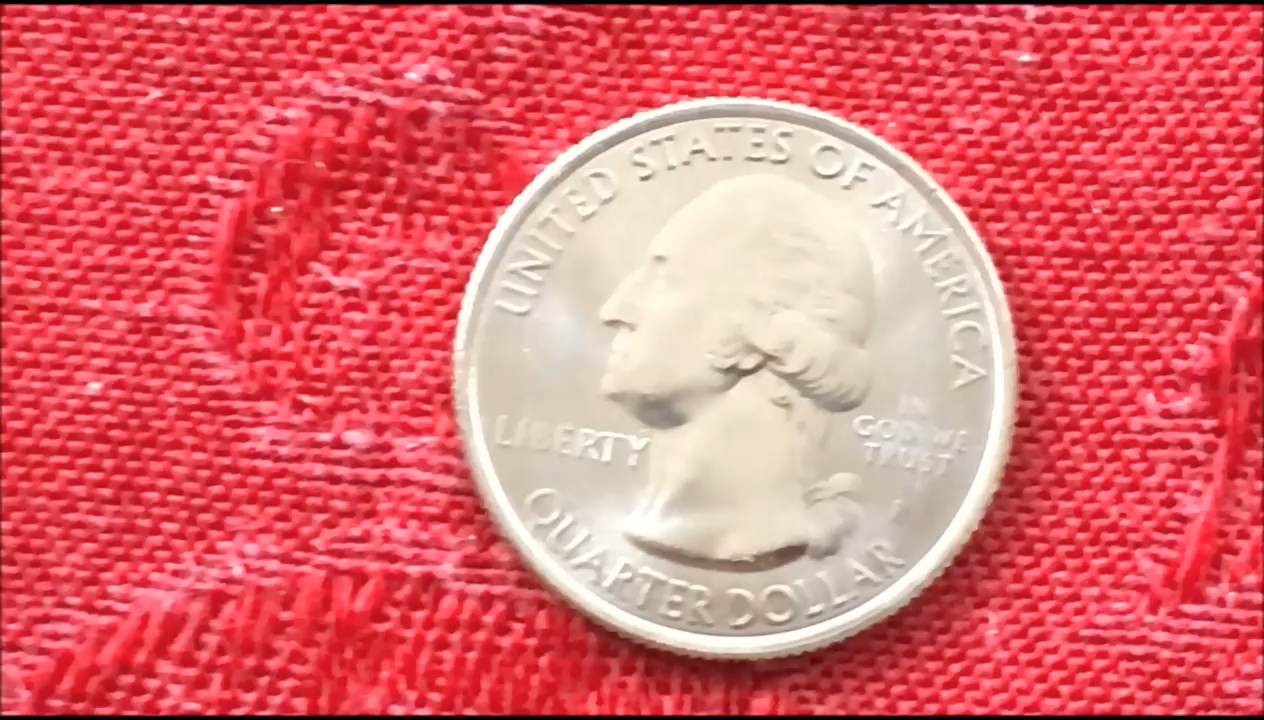 UNITED STATES OF AMERICA
LIBERTY
IN
GOD WE
TRUST
QUARTER DOLLAR